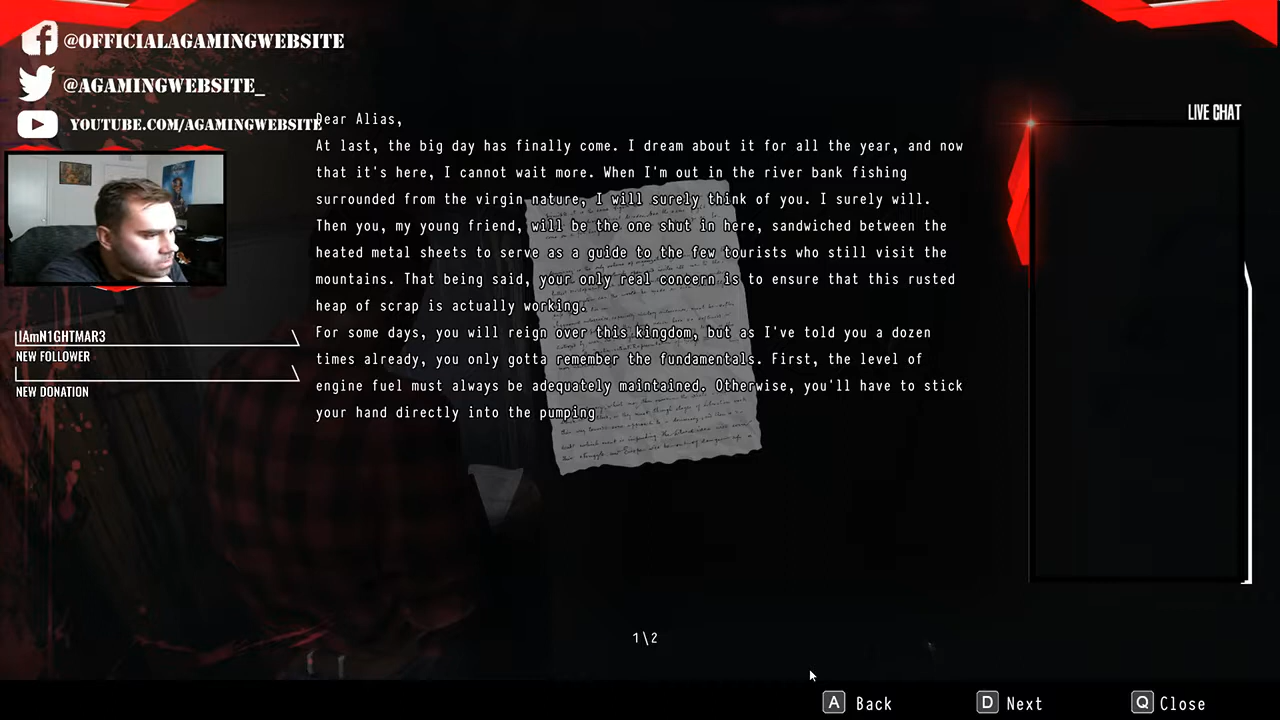 @OFFICIALAGAMINGWEBSITE
@AGAMINGWEBSITE_
YOUTUBE.COM/AGAMINGWEBSITE
LIVE CHAT
Dear Alias,
At last, the big day has finally come. I dream about it for all the year, and now
that it's here, I cannot wait more. When I'm out in the river bank fishing
surrounded from the virgin nature, I will surely think of you. I surely will.
Then you, my young friend, will be the one shut in here, sandwiched between the
heated metal sheets to serve as a guide to the few tourists who still visit the
mountains. That being said, your only real concern is to ensure that this rusted
heap of scrap is actually working.
For some days, you will reign over this kingdom, but as I've told you a dozen
times already, you only gotta remember the fundamentals. First, the level of
engine fuel must always be adequately maintained. Otherwise, you'll have to stick
your hand directly into the pumping
IAmN1GHTMAR3
NEW FOLLOWER
NEW DONATION
1\2
A Back
D Next
Q Close